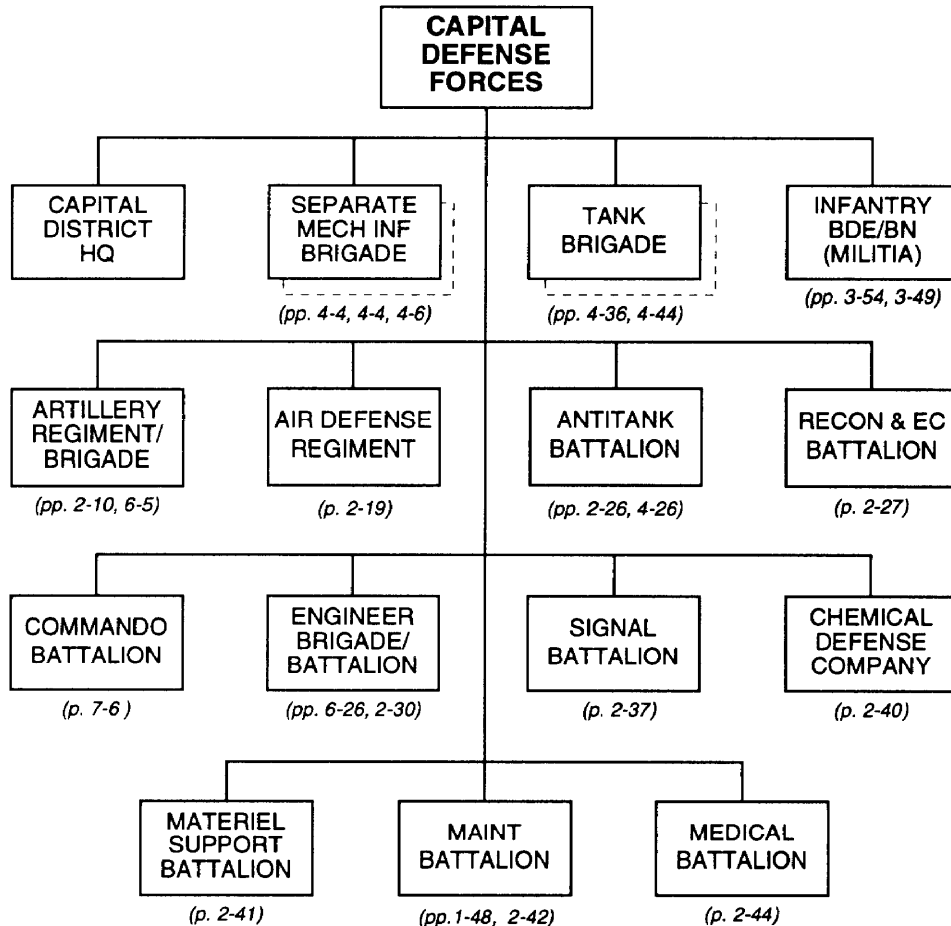 CAPITAL
DEFENSE
FORCES
CAPITAL
DISTRICT
HQ
SEPARATE
MECH INF
BRIGADE
(pp. 4-4, 4-4, 4-6)
TANK
BRIGADE
(pp. 4-36, 4-44)
INFANTRY
BDE/BN
(MILITIA)
(pp. 3-54, 3-49)
ARTILLERY
REGIMENT/
BRIGADE
(pp. 2-10, 6-5)
AIR DEFENSE
REGIMENT
(p. 2-19)
ANTITANK
BATTALION
(pp. 2-26, 4-26)
RECON & EC
BATTALION
(p. 2-27)
COMMANDO
BATTALION
(p. 7-6 )
ENGINEER
BRIGADE/
BATTALION
(pp. 6-26, 2-30)
SIGNAL
BATTALION
(p. 2-37)
CHEMICAL
DEFENSE
COMPANY
(p. 2-40)
MATERIEL
SUPPORT
BATTALION
(p. 2-41)
MAINT
BATTALION
(pp.1-48, 2-42)
MEDICAL
BATTALION
(p. 2-44)